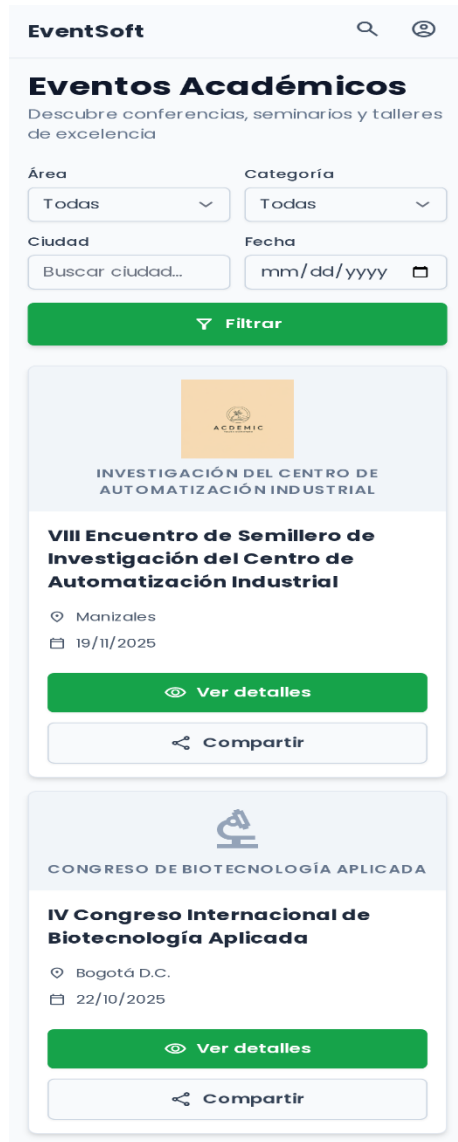 EventSoft
Eventos Académicos
Descubre conferencias, seminarios y talleres
de excelencia
Área
Categoría
Todas
Todas
Ciudad
Fecha
Buscar ciudad...
mm/dd/yyyy
Filtrar
ACDEMIC
INVESTIGACIÓN DEL CENTRO DE
AUTOMATIZACIÓN INDUSTRIAL
VIII Encuentro de Semillero de
Investigación del Centro de
Automatización Industrial
Manizales
19/11/2025
Ver detalles
Compartir
CONGRESO DE BIOTECNOLOGÍA APLICADA
IV Congreso Internacional de
Biotecnología Aplicada
Bogotá D.C.
22/10/2025
Ver detalles
Compartir